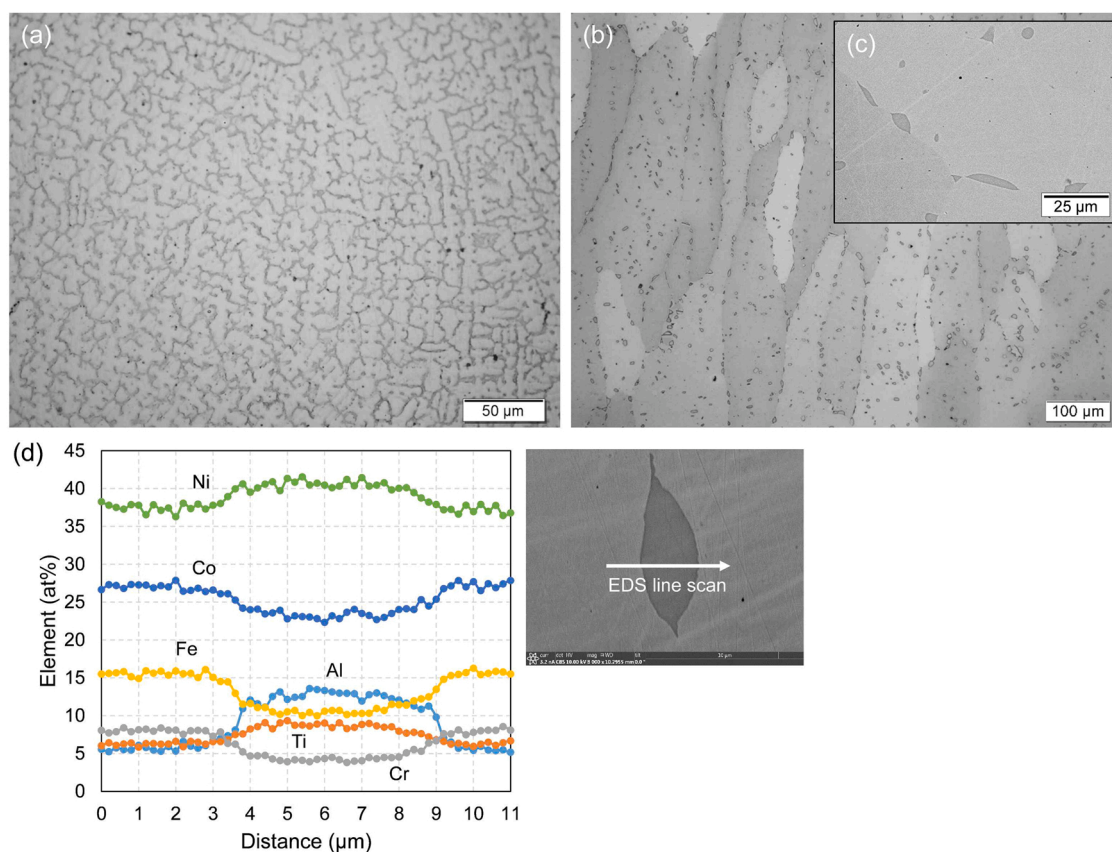 (a)
50 µm
(b)
(c)
25 µm
100 µm
(d)
45
40
35
30
25
20
15
10
5
0
Element (at%)
Ni
Co
Fe
Al
Ti
Cr
0 1 2 3 4 5 6 7 8 9 10 11
Distance (µm)
EDS line scan
10 µm